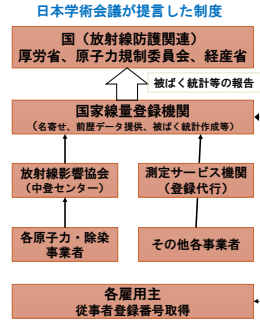 日本学術会議が提言した制度
国（放射線防護関連）
厚労省、原子力規制委員会、経産省
被ばく統計等の報告
国家線量登録機関
（名寄せ、前歴データ提供、被ばく統計作成等）
放射線影響協会
（中登センター）
測定サービス機関
（登録代行）
各原子力・除染
事業者
その他各事業者
各雇用主
従事者登録番号取得